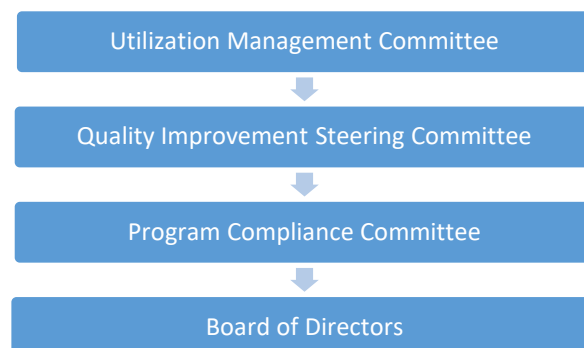 Utilization Management Committee
Quality Improvement Steering Committee
Program Compliance Committee
Board of Directors